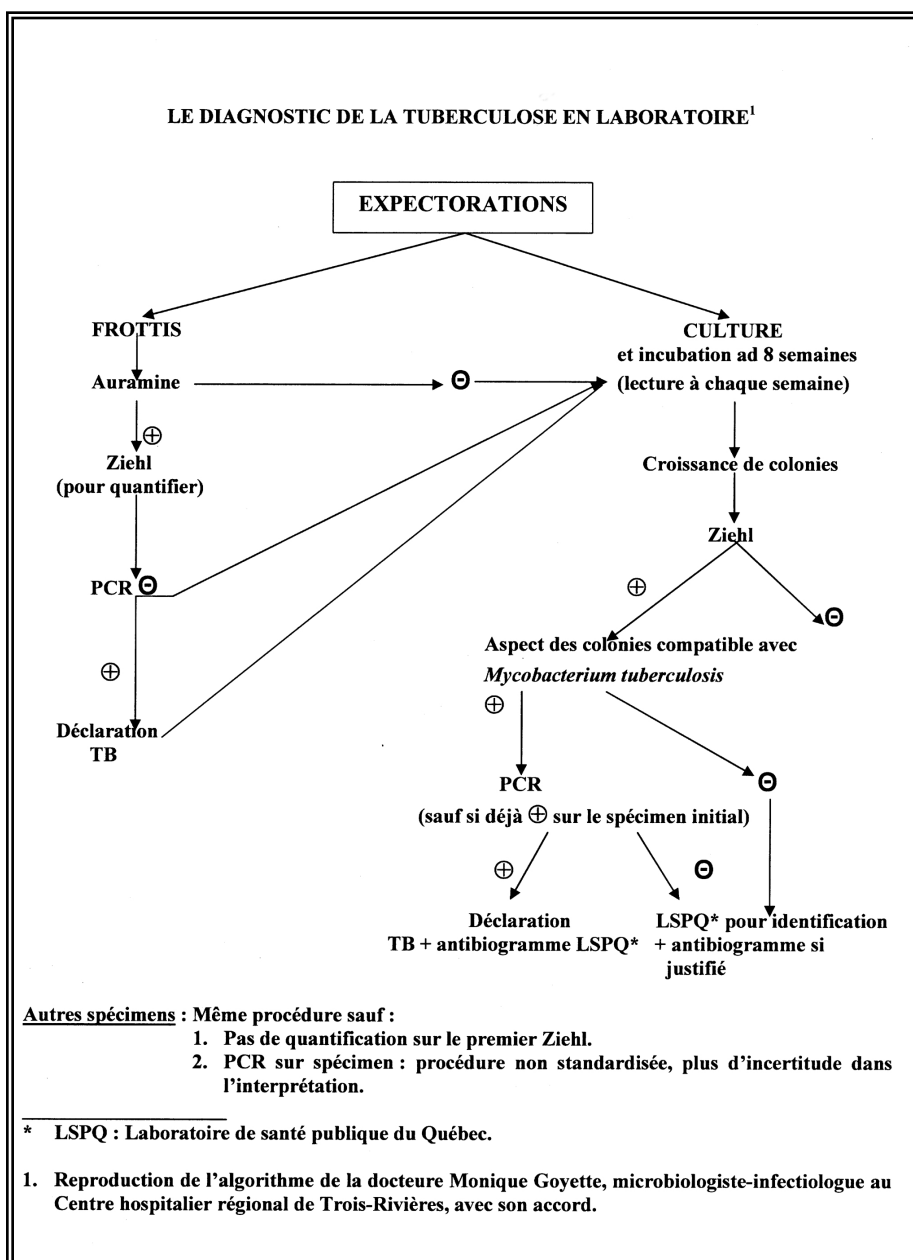 LE DIAGNOSTIC DE LA TUBERCULOSE EN LABORATOIRE¹
EXPECTORATIONS
FROTTIS
CULTURE
et incubation ad 8 semaines
(lecture à chaque semaine)
Auramine
Θ
⊕
Ziehl
(pour quantifier)
Croissance de colonies
Ziehl
PCR Θ
⊕
Θ
⊕
Aspect des colonies compatible avec
Mycobacterium tuberculosis
⊕
Déclaration
TB
PCR
Θ
(sauf si déjà ⊕ sur le spécimen initial)
⊕
Θ
Déclaration
TB + antibiogramme LSPQ*
LSPQ* pour identification
+ antibiogramme si
justifié
Autres spécimens : Même procédure sauf :
1. Pas de quantification sur le premier Ziehl.
2. PCR sur spécimen : procédure non standardisée, plus d'incertitude dans
l'interprétation.
* LSPQ : Laboratoire de santé publique du Québec.
1. Reproduction de l'algorithme de la docteure Monique Goyette, microbiologiste-infectiologue au
Centre hospitalier régional de Trois-Rivières, avec son accord.